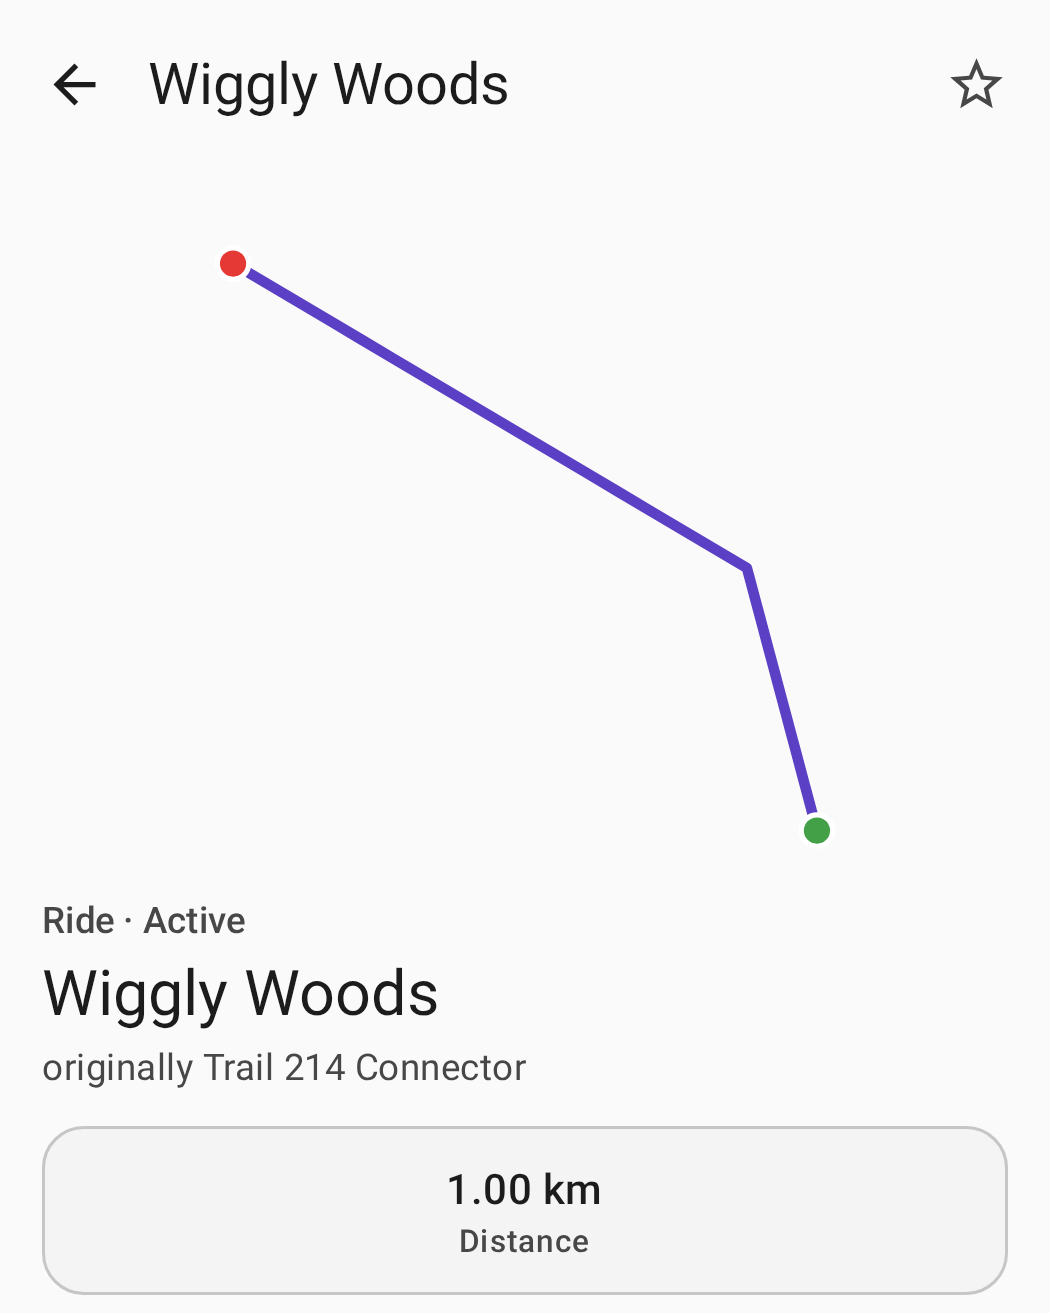 Wiggly Woods
Ride · Active
Wiggly Woods
originally Trail 214 Connector
1.00 km
Distance